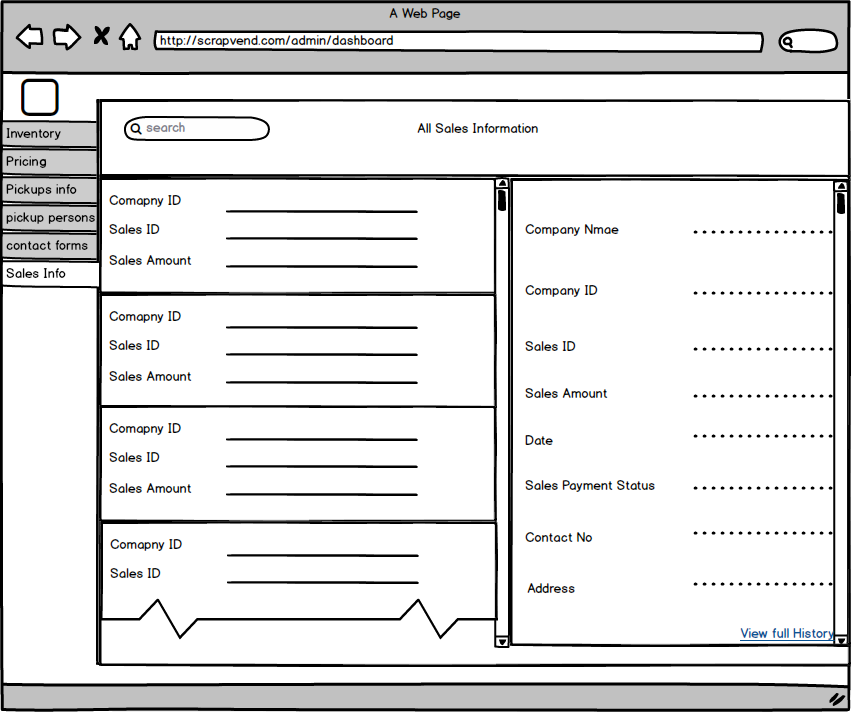 A Web Page
http://scrapvend.com/admin/dashboard
search
All Sales Information
Inventory
Pricing
Pickups info
pickup persons
contact forms
Sales Info
Comapny ID
Sales ID
Sales Amount
Comapny ID
Sales ID
Sales Amount
Comapny ID
Sales ID
Sales Amount
Comapny ID
Sales ID
Company Nmae
Company ID
Sales ID
Sales Amount
Date
Sales Payment Status
Contact No
Address
View full History